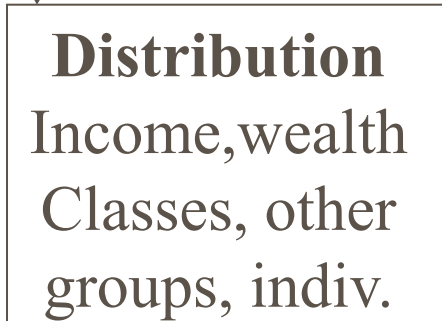 Distribution
Income,wealth
Classes, other
groups, indiv.